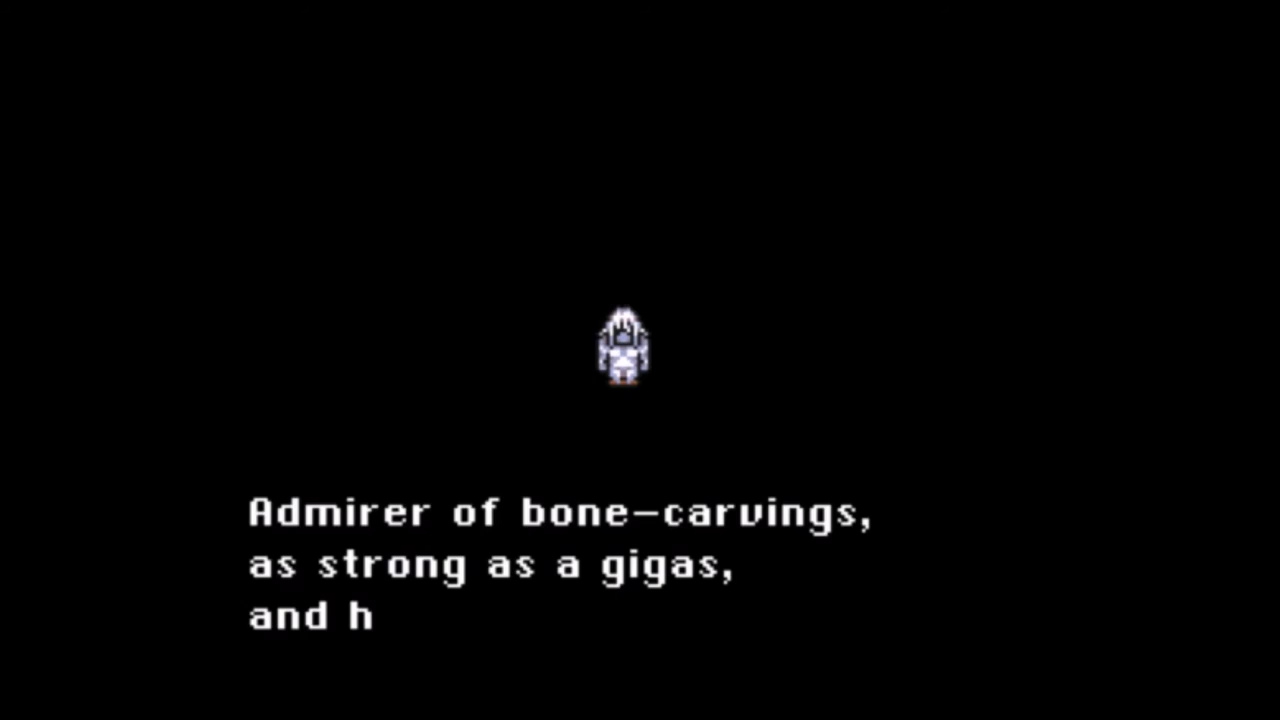 Admirer of bone-carvings,
as strong as a gigas,
and h